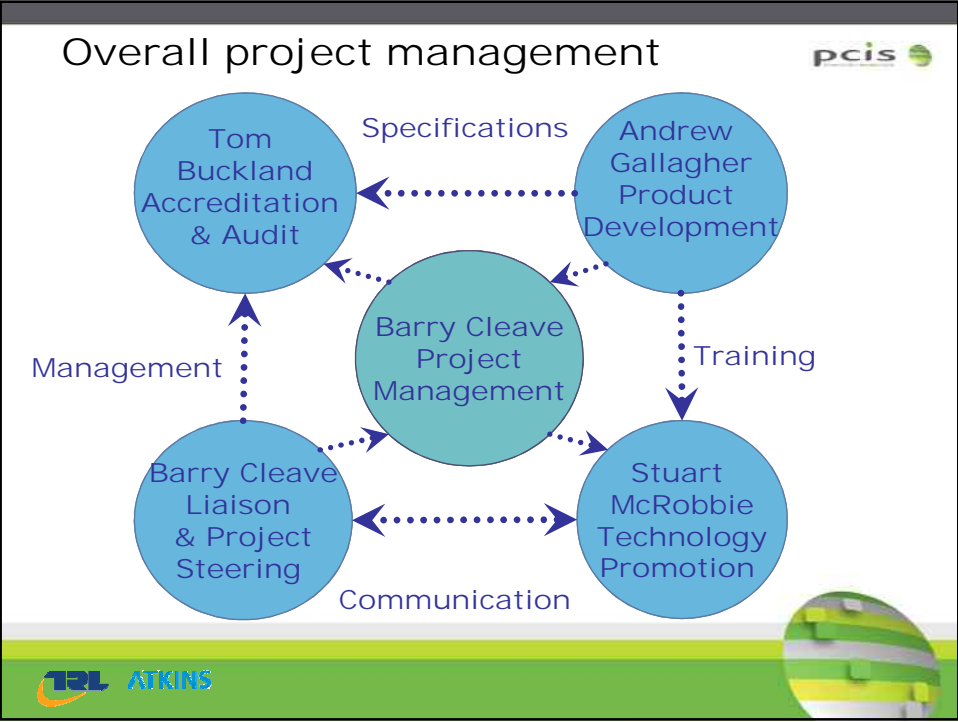 Overall project management
pcis
Specifications
Tom
Buckland
Accreditation
& Audit
Andrew
Gallagher
Product
Development
Barry Cleave
Project
Management
Management
Training
Barry Cleave
Liaison
& Project
Steering
Stuart
McRobbie
Technology
Promotion
Communication
TRL ATKINS